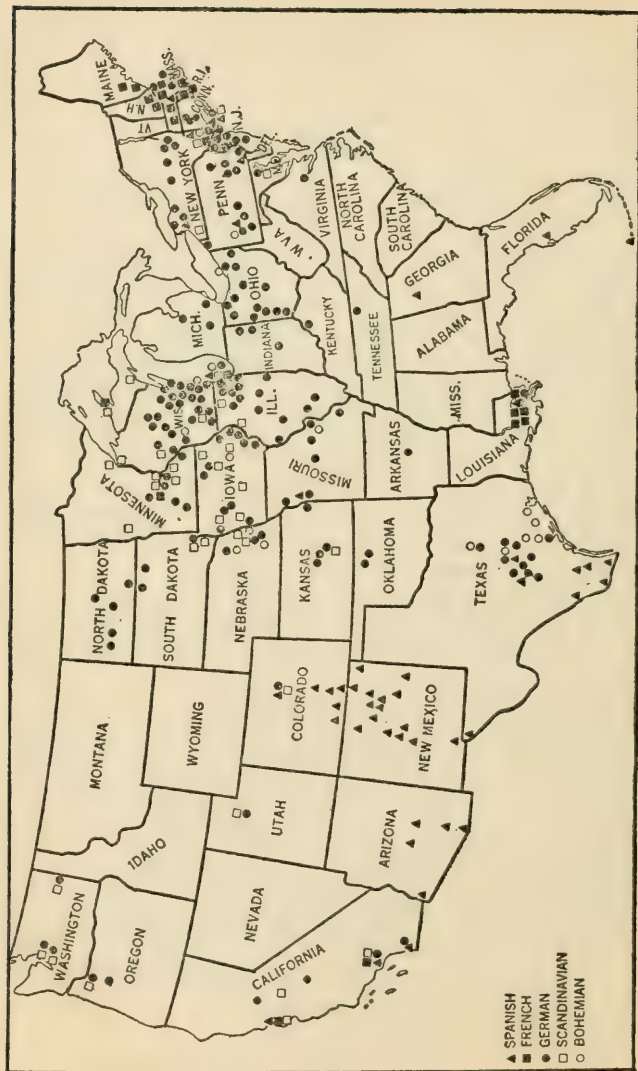 WASHINGTON
OREGON
CALIFORNIA
NEVADA
IDAHO
MONTANA
WYOMING
UTAH
ARIZONA
COLORADO
NEW MEXICO
NORTH DAKOTA
SOUTH DAKOTA
NEBRASKA
KANSAS
OKLAHOMA
TEXAS
MINNESOTA
IOWA
MISSOURI
ARKANSAS
LOUISIANA
WIS.
ILL.
MICH.
INDIANA
OHIO
KENTUCKY
TENNESSEE
MISS.
ALABAMA
GEORGIA
FLORIDA
SOUTH CAROLINA
NORTH CAROLINA
VIRGINIA
W VA
PENN
NEW YORK
N.J.
CONN.
R.I.
MASS.
VT
N.H
MAINE
SPANISH
FRENCH
GERMAN
SCANDINAVIAN
BOHEMIAN